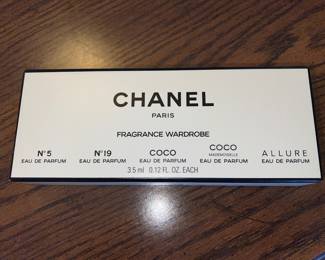 CHANEL
PARIS
FRAGRANCE WARDROBE
N°5 N°19 COCO COCO ALLURE
MADEMOISELLE
EAU DE PARFUM EAU DE PARFUM EAU DE PARFUM EAU DE PARFUM EAU DE PARFUM
3.5 ml 0.12 FL. OZ. EACH